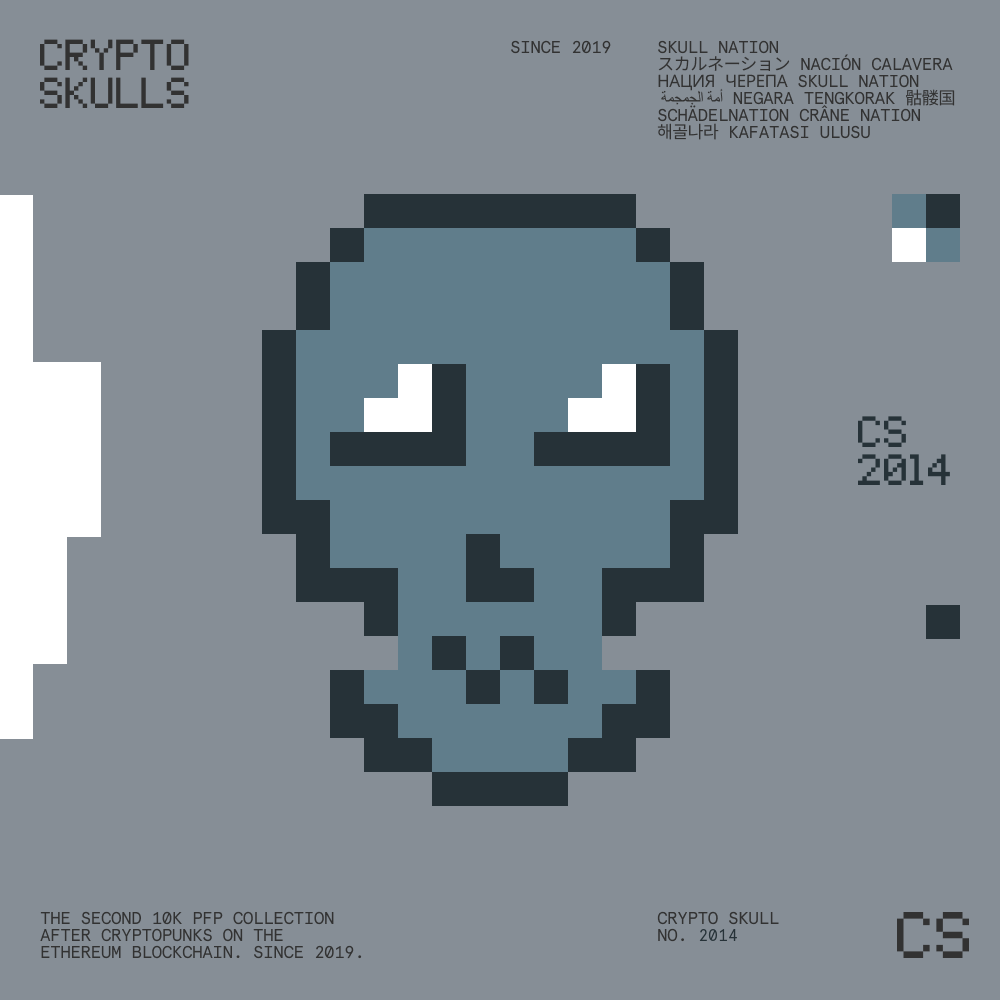 CRYPTO
SKULLS
SINCE 2019
SKULL NATION
スカルネーション NACIÓN CALAVERA
НАЦИЯ ЧЕРЕПА SKULL NATION
أمة الجمجمة NEGARA TENGKORAK 骷髅国
SCHÄDELNATION CRÂNE NATION
해골나라 KAFATASI ULUSU
CS
2014
THE SECOND 10K PFP COLLECTION
AFTER CRYPTOPUNKS ON THE
ETHEREUM BLOCKCHAIN. SINCE 2019.
CRYPTO SKULL
NO. 2014
CS